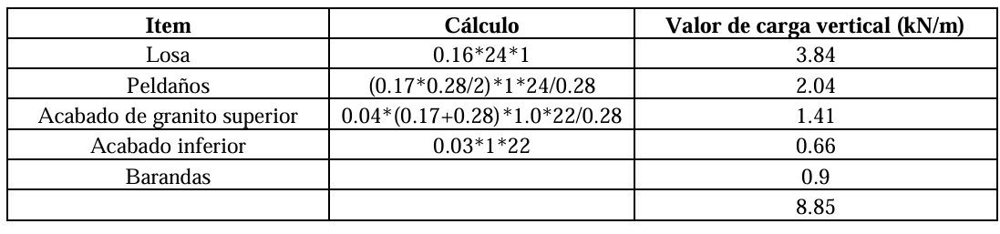 Item Cálculo Valor de carga vertical (kN/m)
Losa 0.16*24*1 3.84
Peldaños (0.17*0.28/2)*1*24/0.28 2.04
Acabado de granito superior 0.04*(0.17+0.28)*1.0*22/0.28 1.41
Acabado inferior 0.03*1*22 0.66
Barandas 0.9
8.85